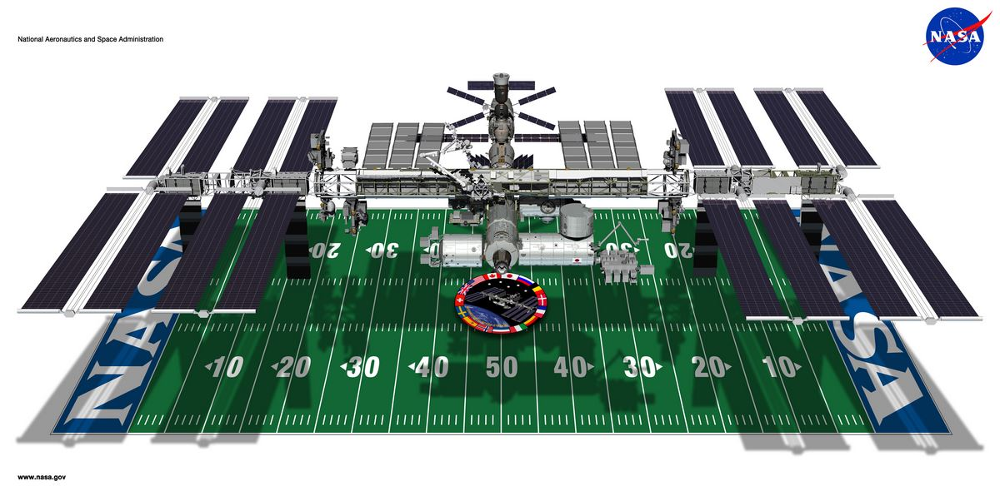 National Aeronautics and Space Administration
NASA
20 30 30 20
NASA
NASA
◂10 ◂20 ◂30 ◂40 50 40▸ 30▸ 20▸ 10▸
www.nasa.gov